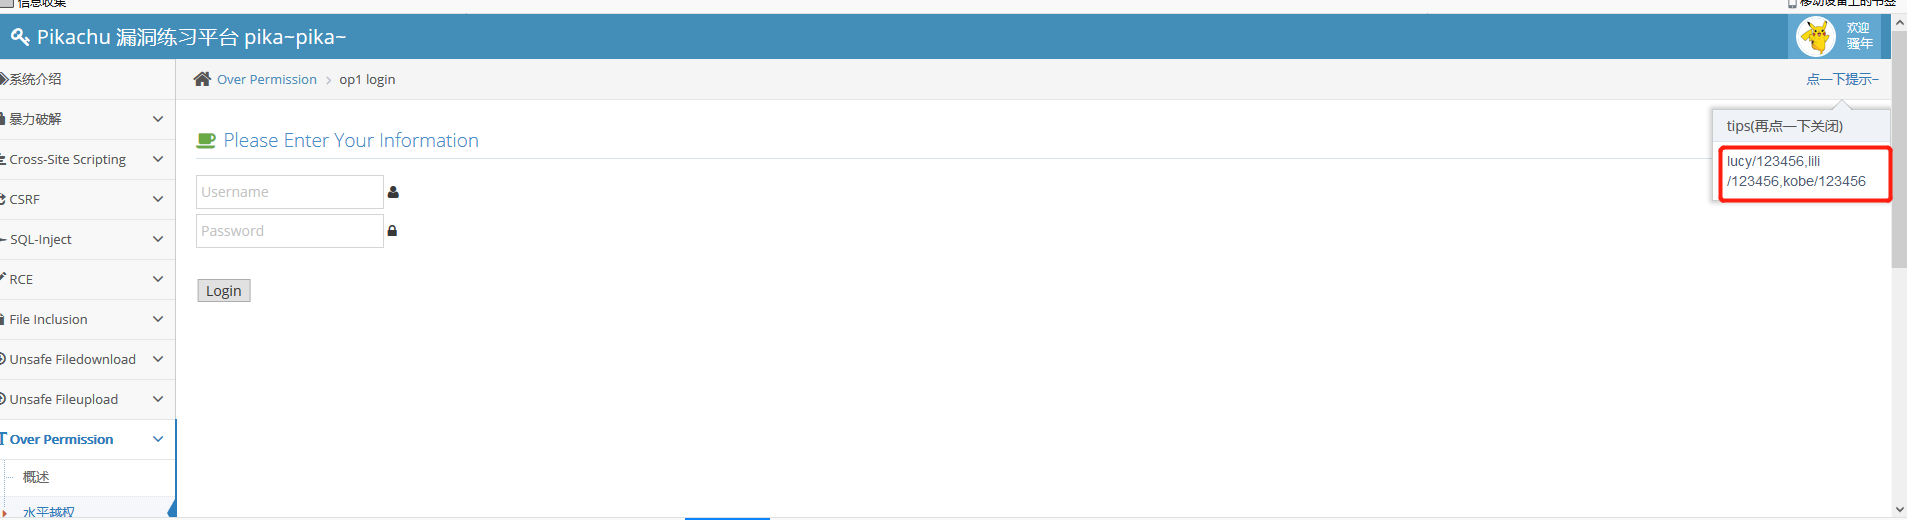 信息收集
移动设备上的书签
Pikachu 漏洞练习平台 pika~pika~
欢迎
骚年
系统介绍
Over Permission
op1 login
点一下提示~
暴力破解
Cross-Site Scripting
CSRF
SQL-Inject
RCE
File Inclusion
Unsafe Filedownload
Unsafe Fileupload
Over Permission
概述
水平越权
Please Enter Your Information
Username
Password
Login
tips(再点一下关闭)
lucy/123456,lili
/123456,kobe/123456